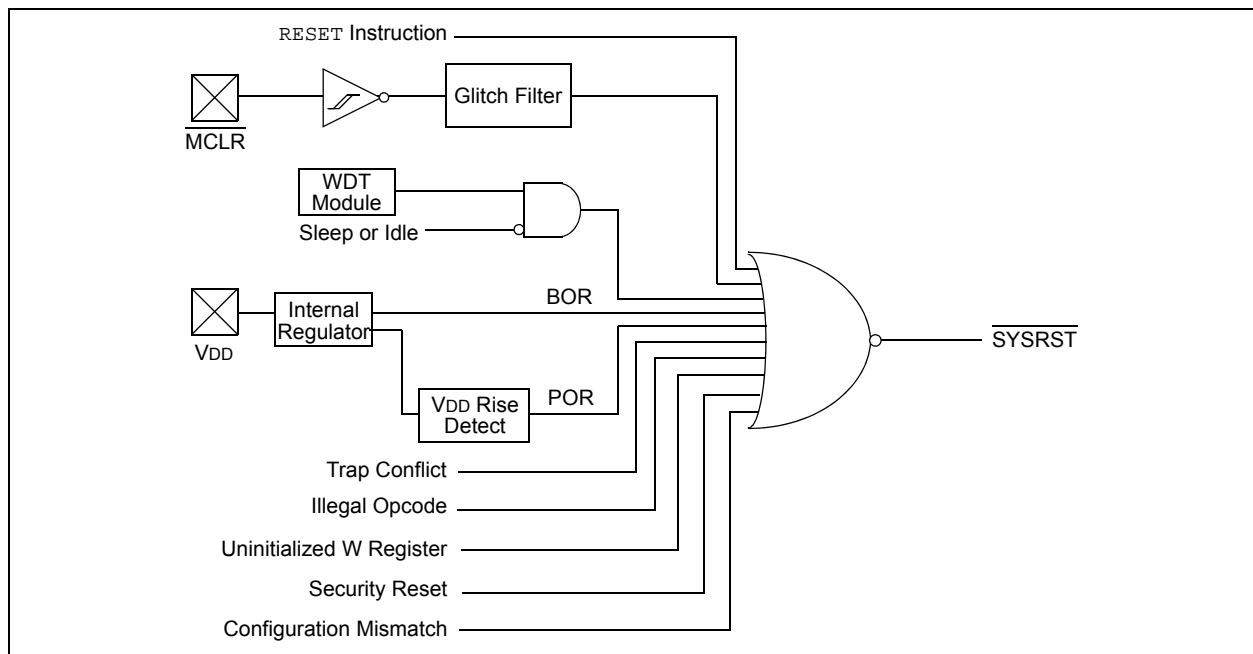 RESET Instruction
Glitch Filter
MCLR
WDT
Module
Sleep or Idle
BOR
Internal
Regulator
VDD
SYSRST
POR
VDD Rise
Detect
Trap Conflict
Illegal Opcode
Uninitialized W Register
Security Reset
Configuration Mismatch